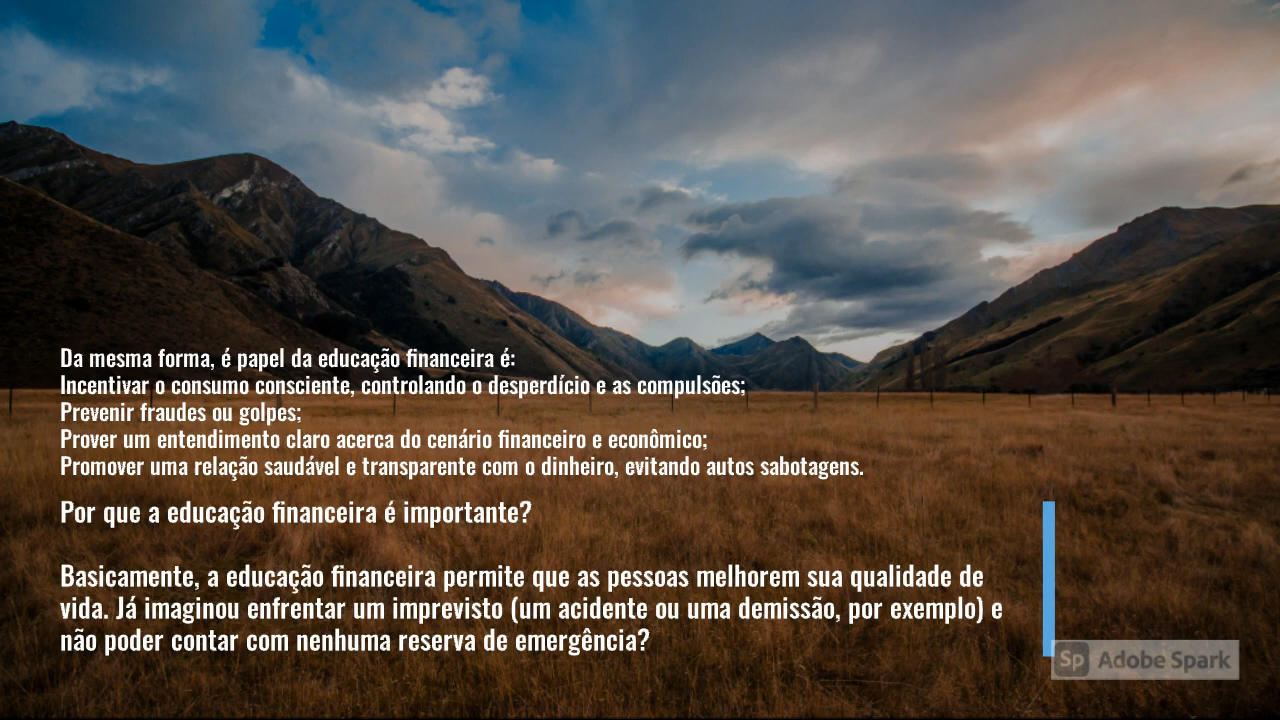 Da mesma forma, é papel da educação financeira é:
Incentivar o consumo consciente, controlando o desperdício e as compulsões;
Prevenir fraudes ou golpes;
Prover um entendimento claro acerca do cenário financeiro e econômico;
Promover uma relação saudável e transparente com o dinheiro, evitando autos sabotagens.
Por que a educação financeira é importante?
Basicamente, a educação financeira permite que as pessoas melhorem sua qualidade de
vida. Já imaginou enfrentar um imprevisto (um acidente ou uma demissão, por exemplo) e
não poder contar com nenhuma reserva de emergência?
Sp Adobe Spark